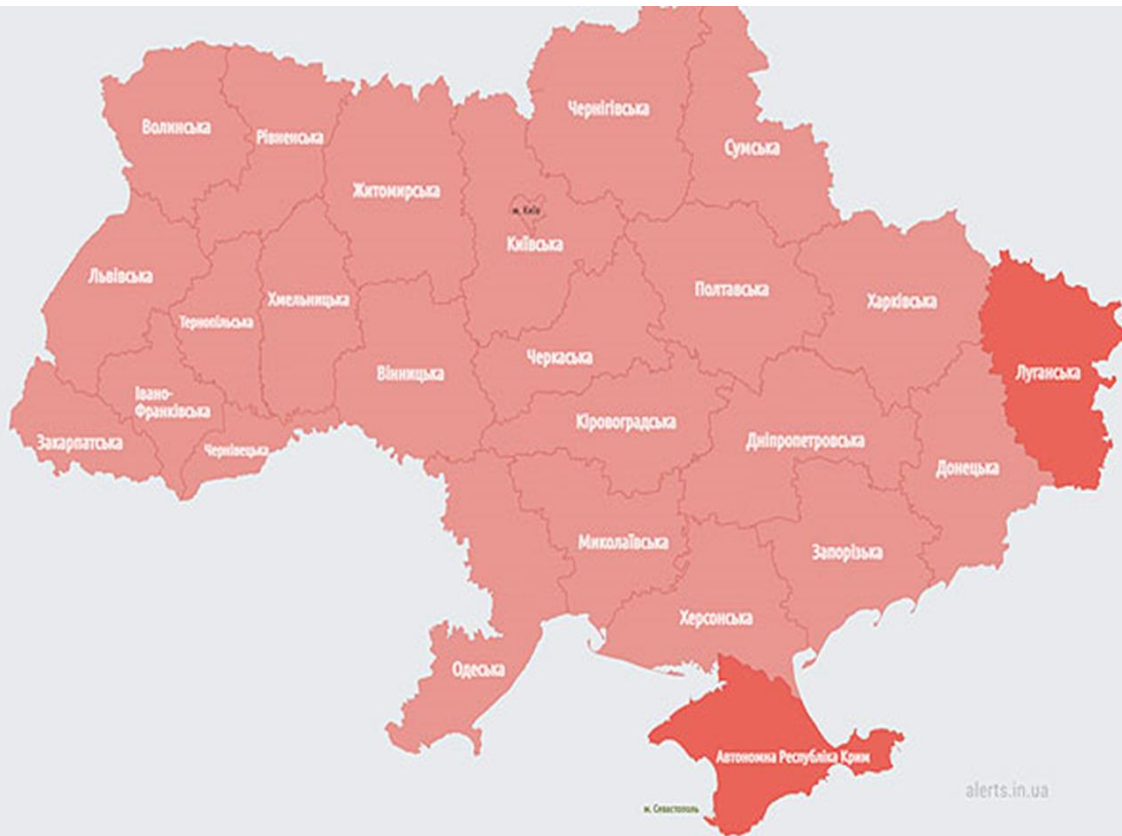 Чернігівська
Волинська
Рівненська
Сумська
Житомирська
м. Київ
Київська
Львівська
Полтавська
Хмельницька
Харківська
Тернопільська
Черкаська
Вінницька
Луганська
Івано-
Франківська
Кіровоградська
Закарпатська
Чернівецька
Дніпропетровська
Донецька
Миколаївська
Запорізька
Херсонська
Одеська
Автономна Республіка Крим
alerts.in.ua
м. Севастополь